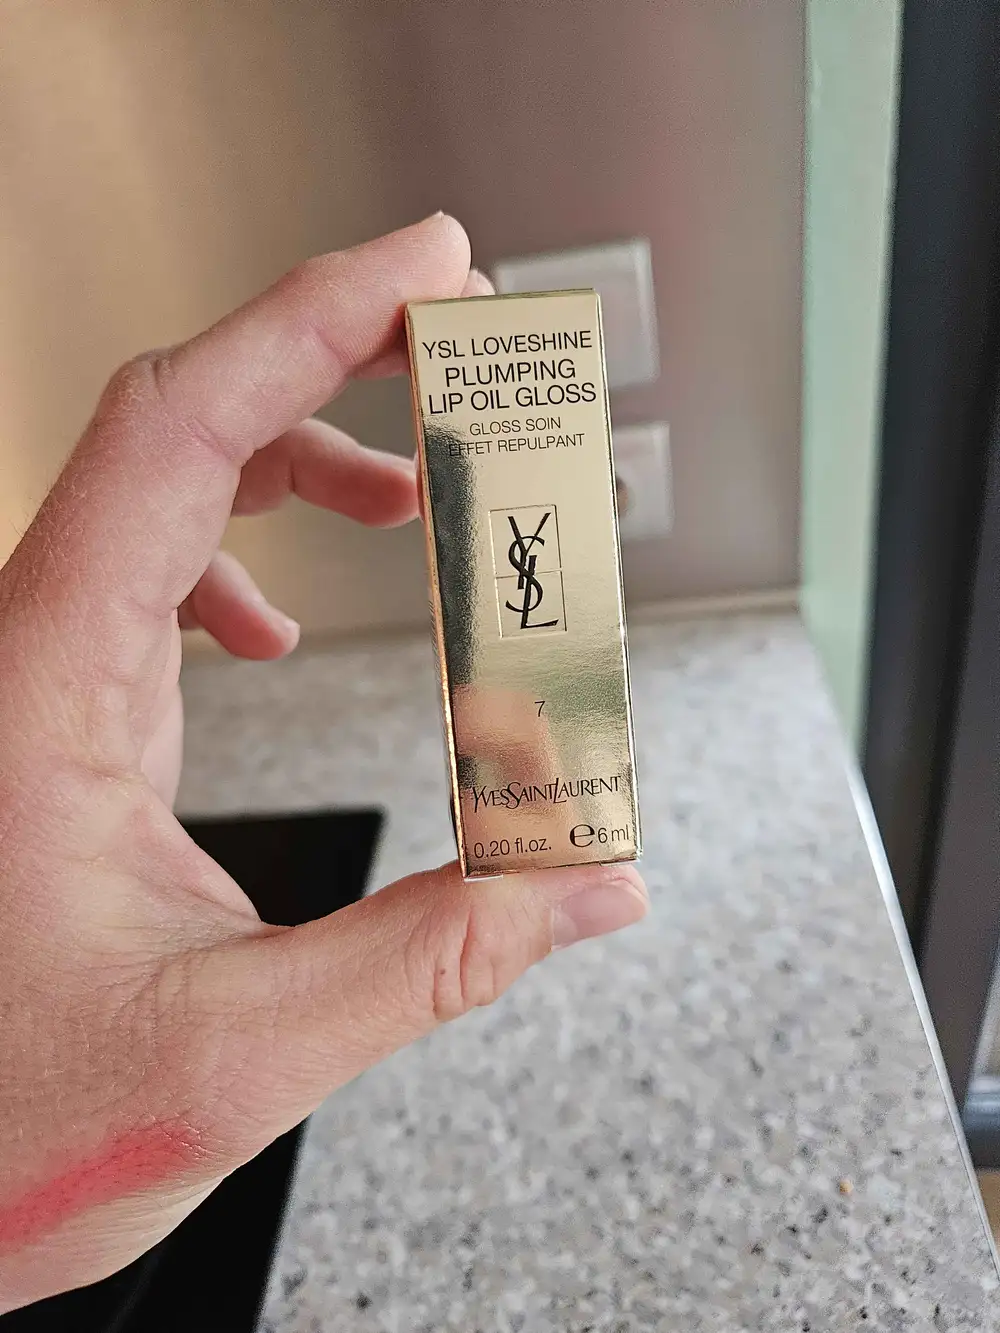 YSL LOVESHINE
PLUMPING
LIP OIL GLOSS
GLOSS SOIN
EFFET REPULPANT
YSL
7
YVESSAINTLAURENT
0.20 fl.oz. ℮6 ml